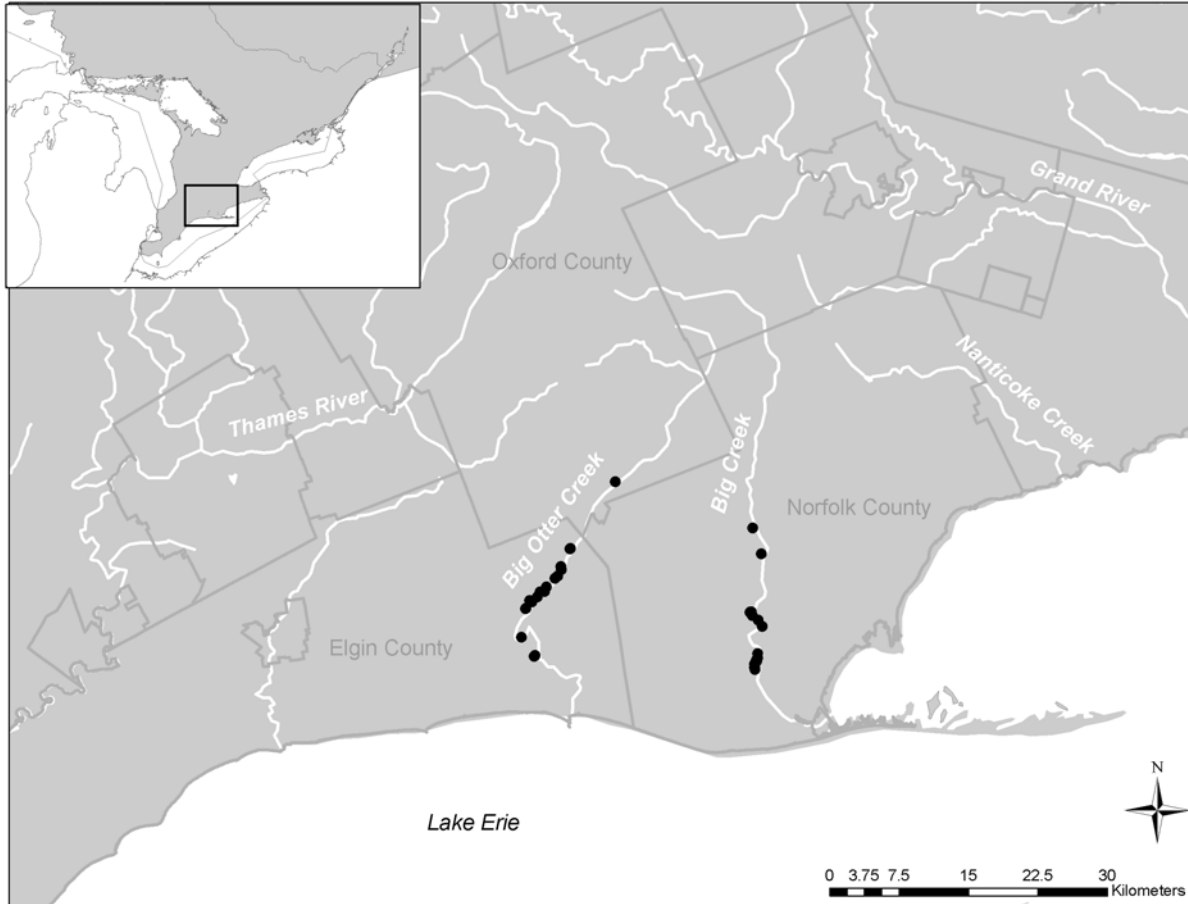 Grand River
Oxford County
Nanticoke Creek
Thames River
Big Creek
Big Otter Creek
Norfolk County
Elgin County
N
Lake Erie
0 3.75 7.5 15 22.5 30
Kilometers